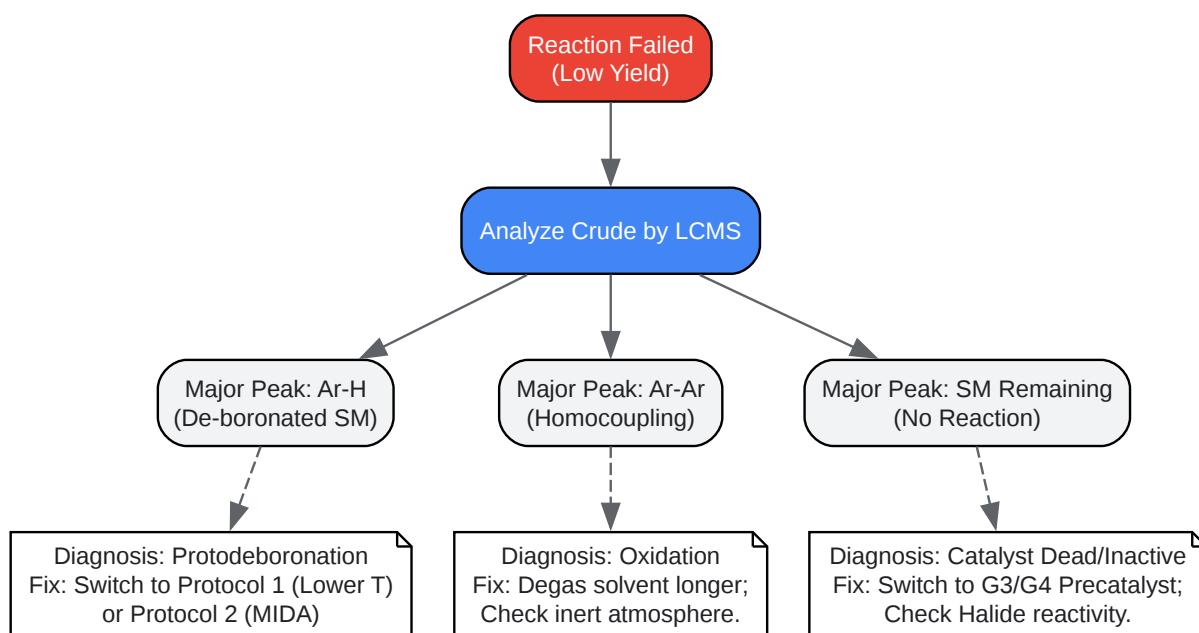 Reaction Failed
(Low Yield)
Analyze Crude by LCMS
Major Peak: Ar-H
(De-boronated SM)
Major Peak: Ar-Ar
(Homocoupling)
Major Peak: SM Remaining
(No Reaction)
Diagnosis: Protodeboronation
Fix: Switch to Protocol 1 (Lower T)
or Protocol 2 (MIDA)
Diagnosis: Oxidation
Fix: Degas solvent longer;
Check inert atmosphere.
Diagnosis: Catalyst Dead/Inactive
Fix: Switch to G3/G4 Precatalyst;
Check Halide reactivity.